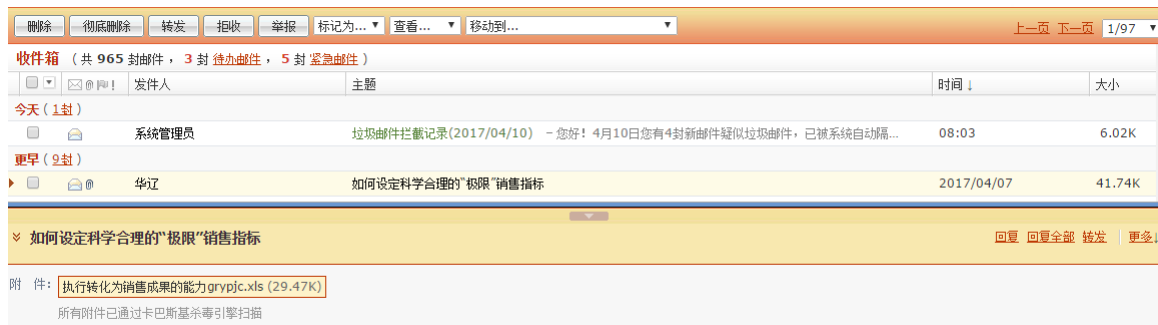 删除 彻底删除 转发 拒收 举报 标记为... 查看... 移动到... 上一页 下一页 1/97
收件箱 (共 965 封邮件， 3 封 待办邮件， 5 封 紧急邮件)
发件人 主题 时间↓ 大小
今天(1封)
系统管理员 垃圾邮件拦截记录(2017/04/10) －您好！4月10日您有4封新邮件疑似垃圾邮件，已被系统自动隔... 08:03 6.02K
更早(9封)
华辽 如何设定科学合理的"极限"销售指标 2017/04/07 41.74K
如何设定科学合理的“极限”销售指标 回复 回复全部 转发 更多↓
附 件: 执行转化为销售成果的能力grypjc.xls (29.47K)
所有附件已通过卡巴斯基杀毒引擎扫描